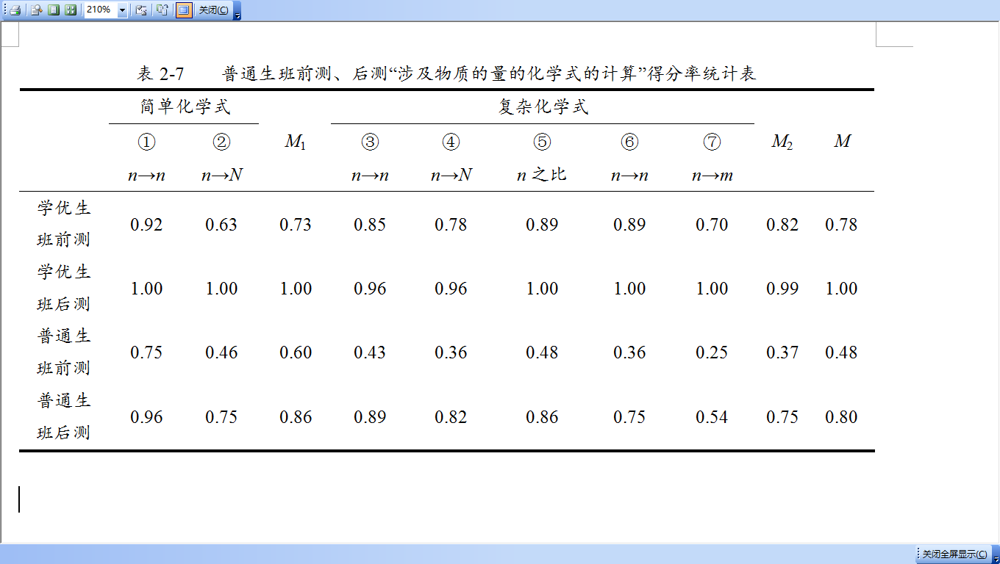 210% 关闭(C)
表 2-7 普通生班前测、后测“涉及物质的量的化学式的计算”得分率统计表
简单化学式 复杂化学式
① ② M₁ ③ ④ ⑤ ⑥ ⑦ M₂ M
n→n n→N n→n n→N n 之比 n→n n→m
学优生
班前测 0.92 0.63 0.73 0.85 0.78 0.89 0.89 0.70 0.82 0.78
学优生
班后测 1.00 1.00 1.00 0.96 0.96 1.00 1.00 1.00 0.99 1.00
普通生
班前测 0.75 0.46 0.60 0.43 0.36 0.48 0.36 0.25 0.37 0.48
普通生
班后测 0.96 0.75 0.86 0.89 0.82 0.86 0.75 0.54 0.75 0.80
关闭全屏显示(C)